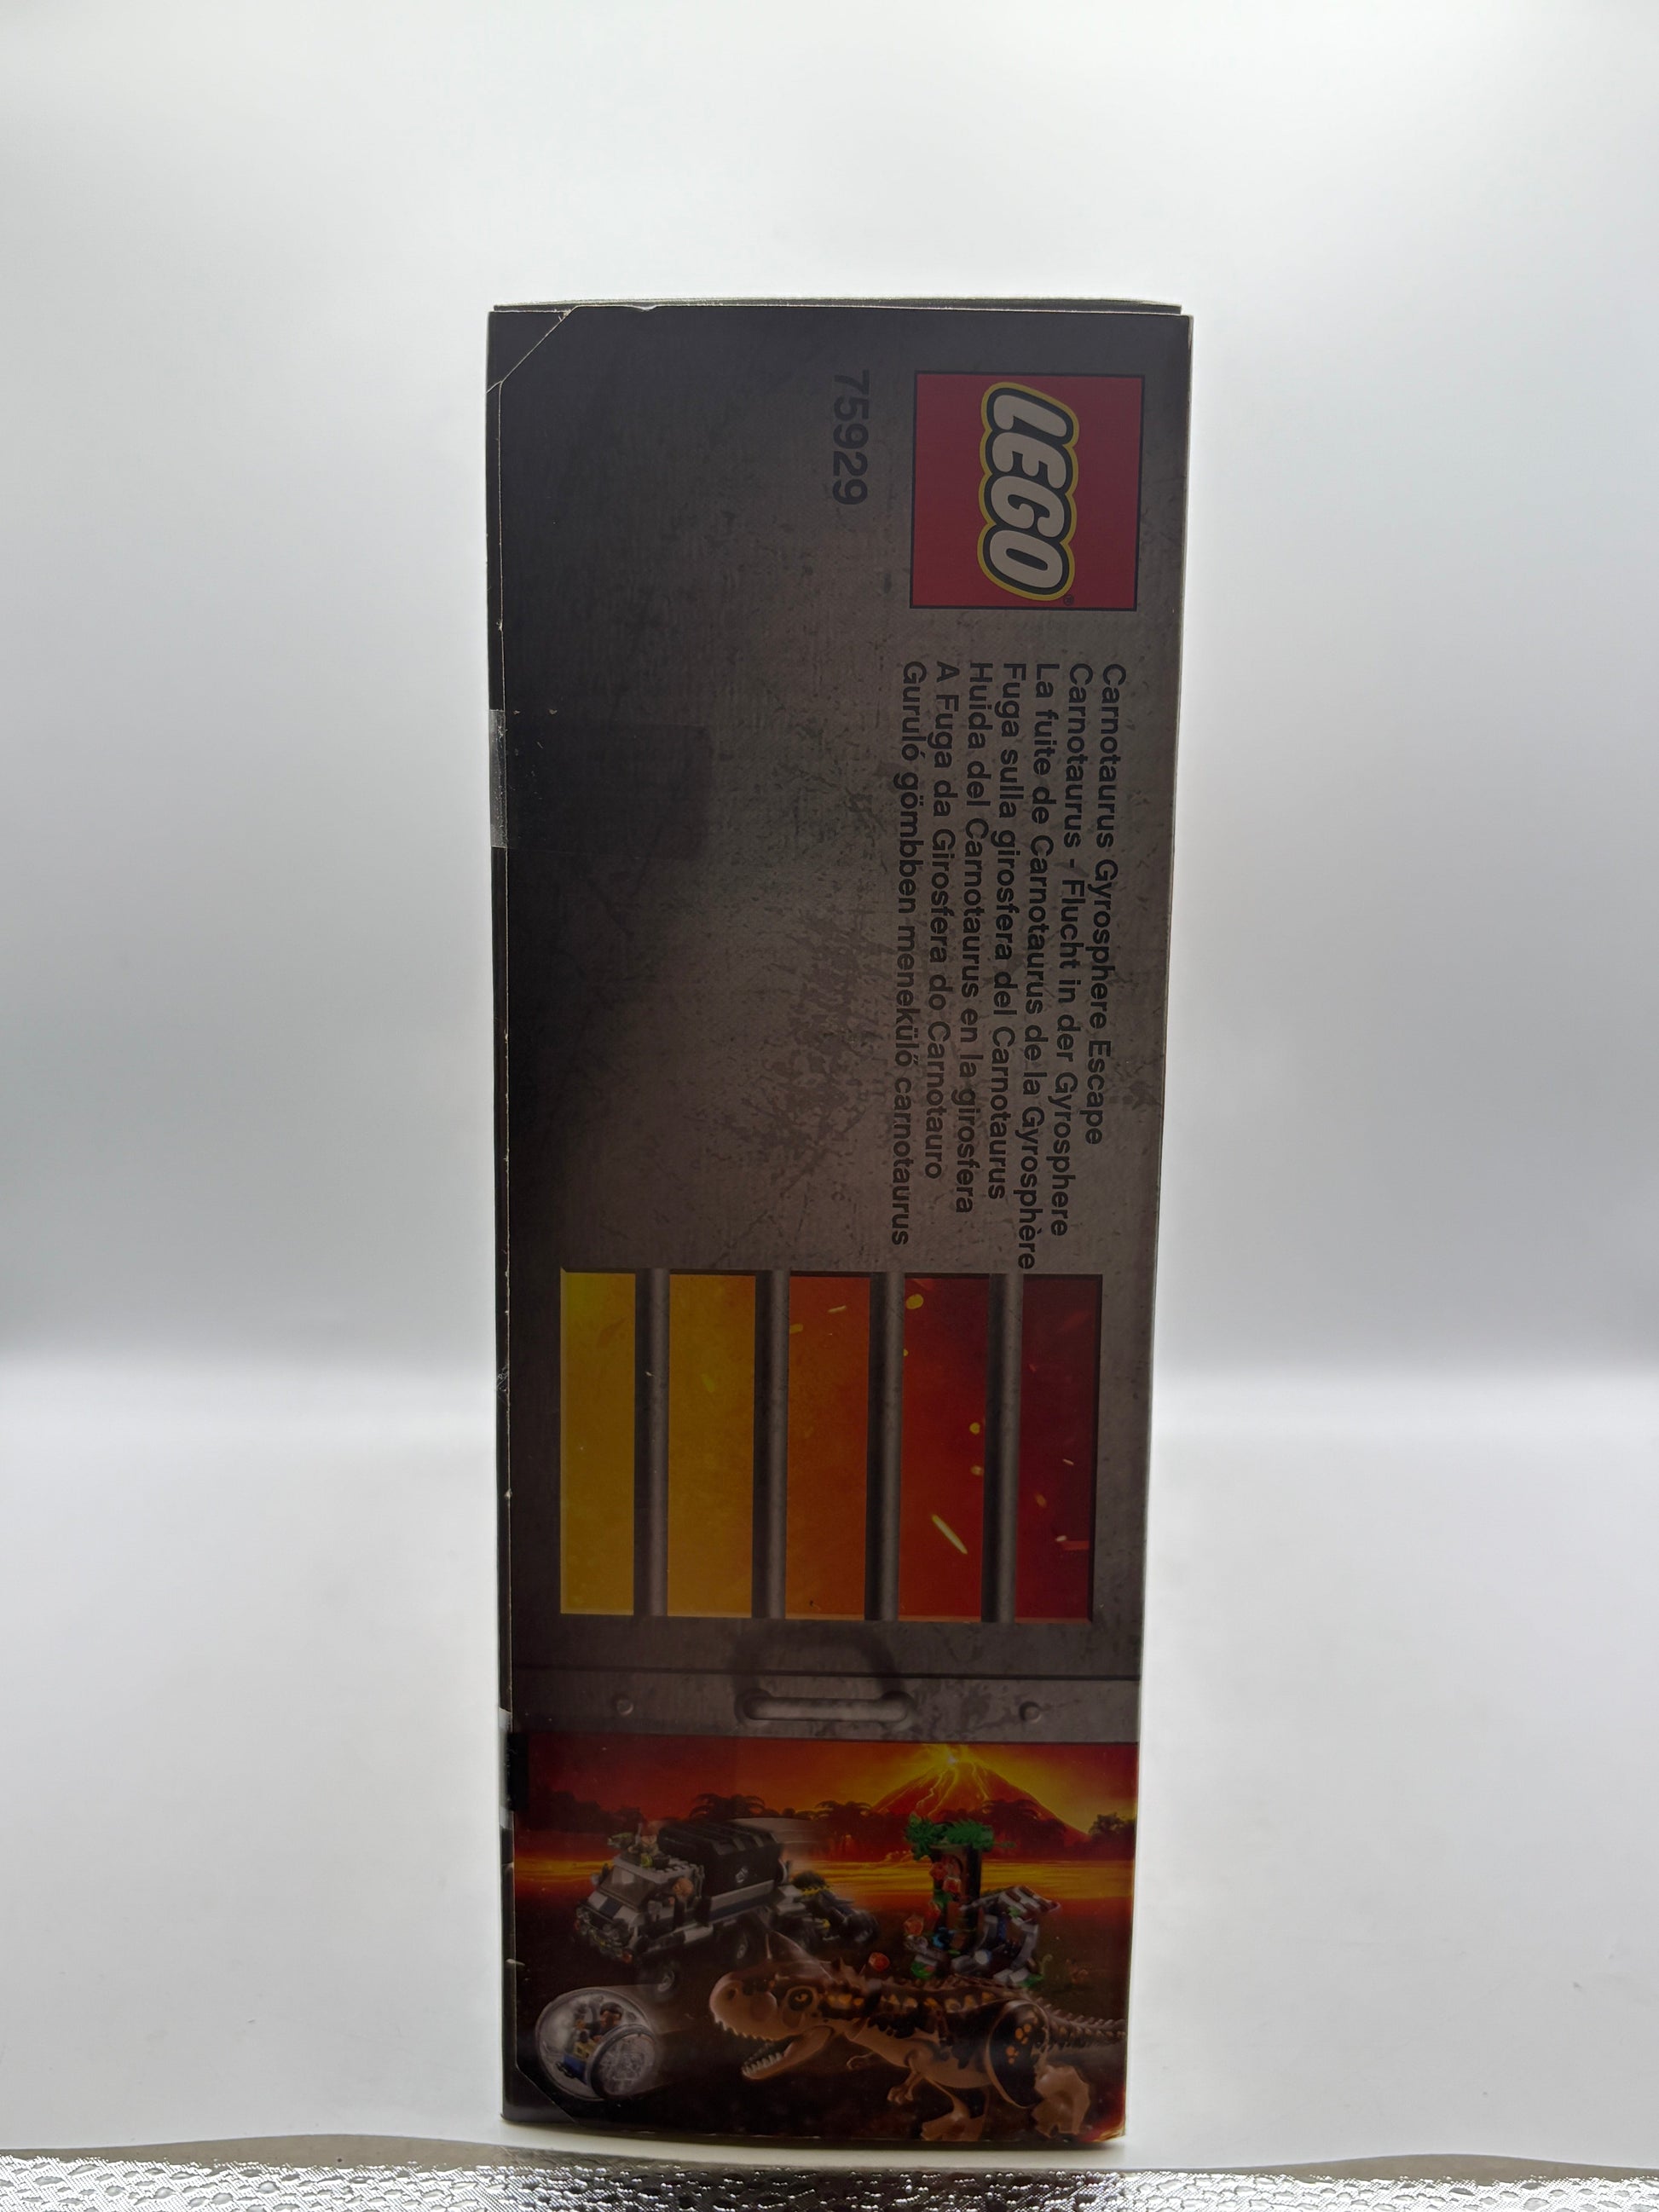 LEGO®
75929
Carnotaurus Gyrosphere Escape
Carnotaurus - Flucht in der Gyrosphere
La fuite de Carnotaurus de la Gyrosphère
Fuga sulla girosfera del Carnotaurus
Huida del Carnotaurus en la girosfera
A Fuga da Girosfera do Carnotauro
Guruló gömbben menekülő carnotaurus